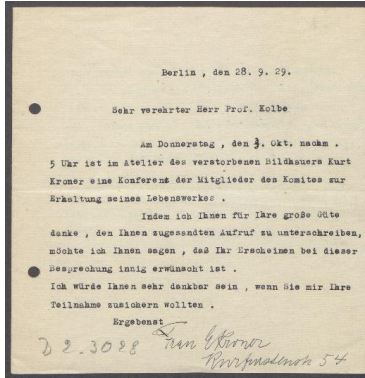 Berlin , den 28. 9. 29.
Sehr verehrter Herr Prof. Kolbe
Am Donnerstag , den 3. Okt. nachm .
5 Uhr ist im Atelier des verstorbenen Bildhauers Kurt
Kroner eine Konferent der Mitglieder des Komites zur
Erhaltung seines Lebenswerkes .
Indem ich Ihnen für Ihre große Güte
danke , den Ihnen zugesandten Aufruf zu unterschreiben,
möchte ich Ihnen sagen , daß Ihr Erscheinen bei dieser
Besprechung innig erwünscht ist .
Ich würde Ihnen sehr dankbar sein , wenn Sie mir Ihre
Teilnahme zusichern wollten .
Ergebenst
Frau E Kroner
D 2.3028
54